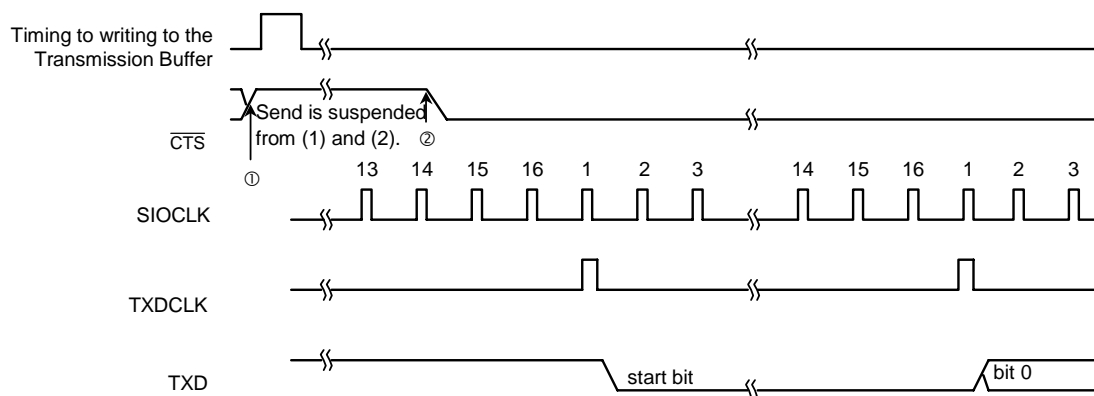 Timing to writing to the
Transmission Buffer
Send is suspended
from (1) and (2). ②
CTS
①
13 14 15 16 1 2 3 14 15 16 1 2 3
SIOCLK
TXDCLK
TXD start bit bit 0